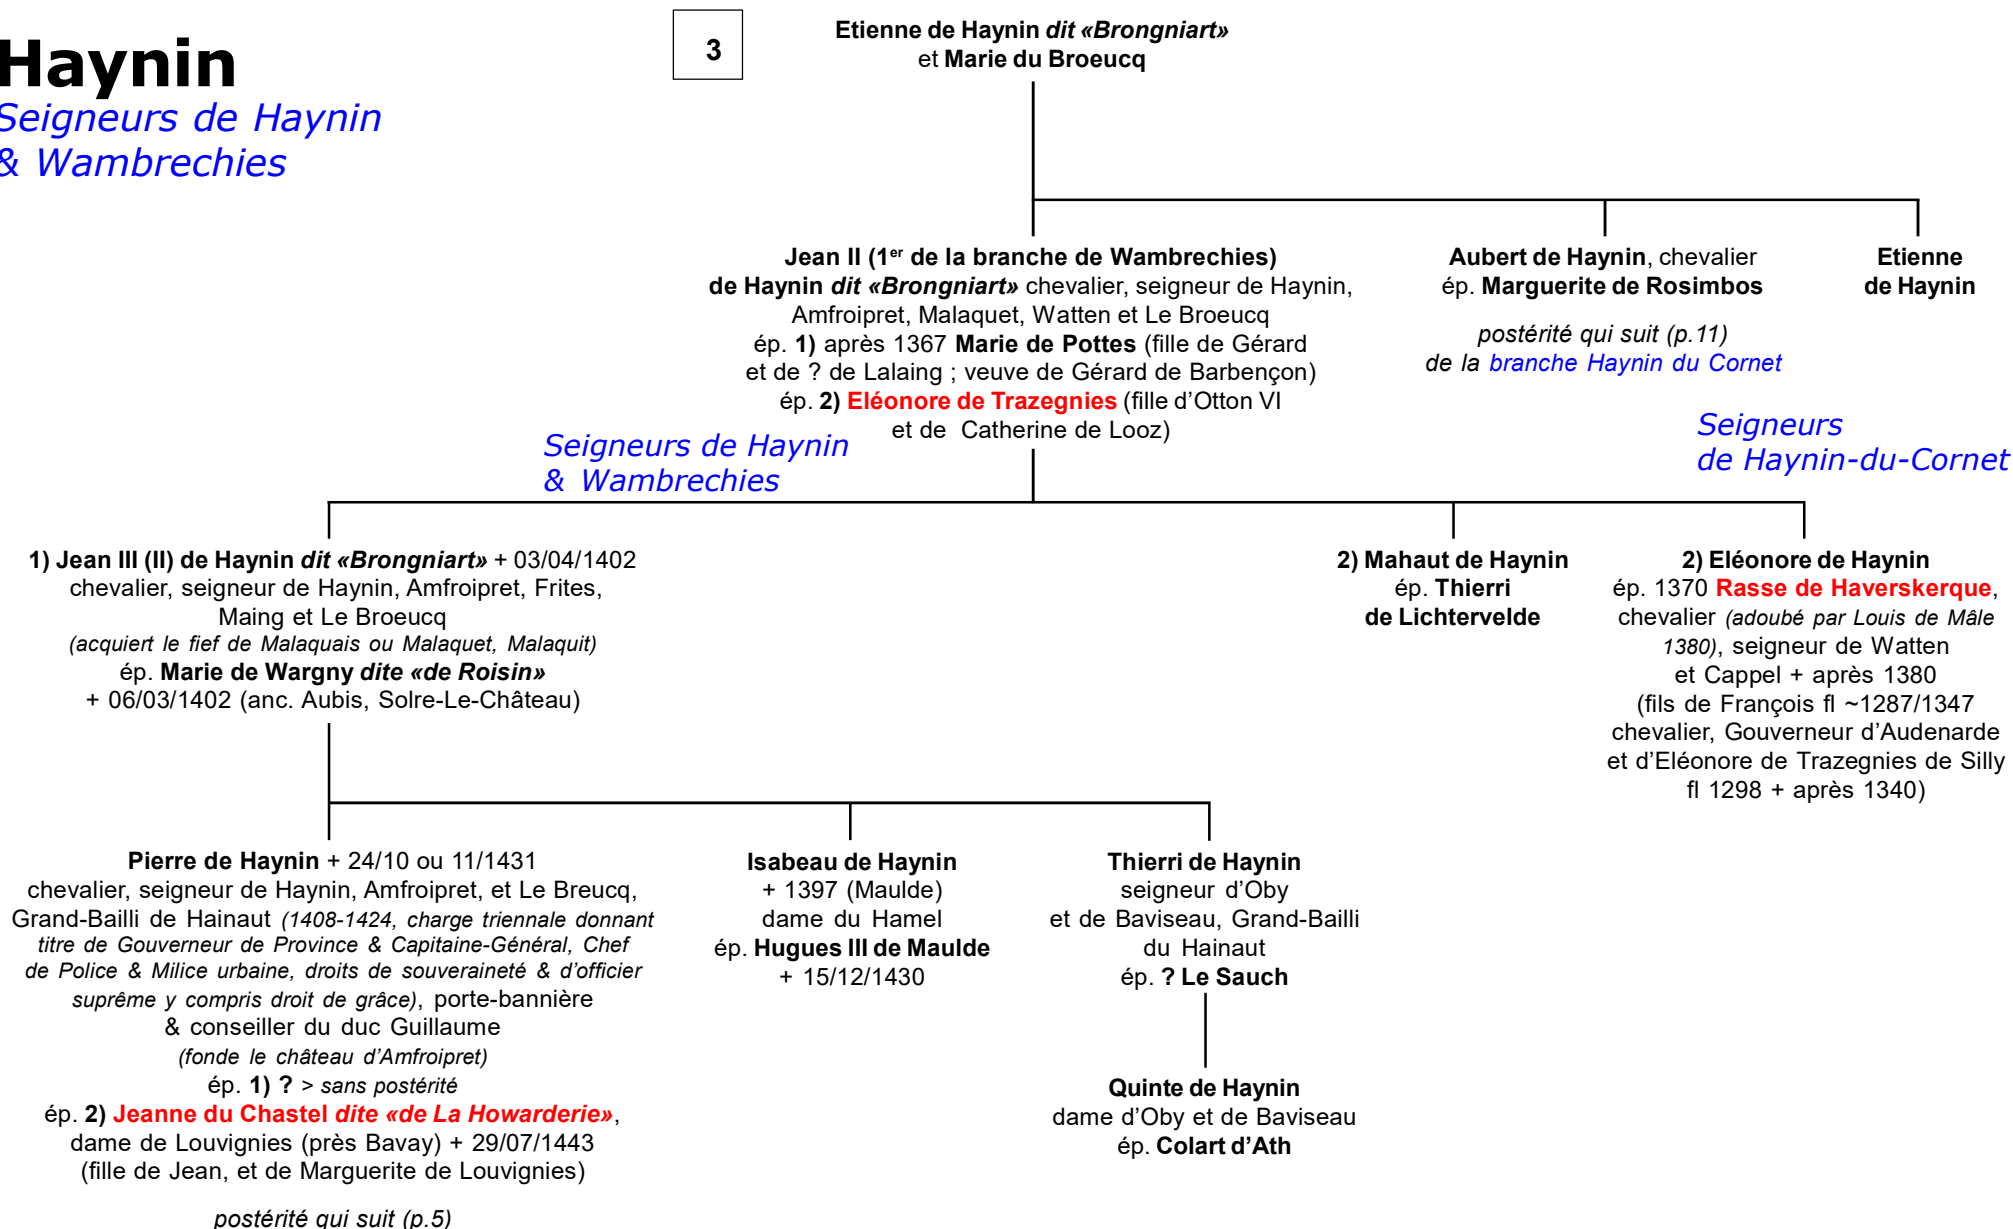 Haynin
Seigneurs de Haynin
& Wambrechies
3
Etienne de Haynin dit «Brongniart»
et Marie du Broeucq
Jean II (1er de la branche de Wambrechies)
de Haynin dit «Brongniart» chevalier, seigneur de Haynin,
Amfroipret, Malaquet, Watten et Le Broeucq
ép. 1) après 1367 Marie de Pottes (fille de Gérard
et de ? de Lalaing ; veuve de Gérard de Barbençon)
ép. 2) Eléonore de Trazegnies (fille d'Otton VI
et de Catherine de Looz)
Aubert de Haynin, chevalier
ép. Marguerite de Rosimbos
postérité qui suit (p.11)
de la branche Haynin du Cornet
Etienne
de Haynin
Seigneurs de Haynin
& Wambrechies
Seigneurs
de Haynin-du-Cornet
1) Jean III (II) de Haynin dit «Brongniart» + 03/04/1402
chevalier, seigneur de Haynin, Amfroipret, Frites,
Maing et Le Broeucq
(acquiert le fief de Malaquais ou Malaquet, Malaquit)
ép. Marie de Wargny dite «de Roisin»
+ 06/03/1402 (anc. Aubis, Solre-Le-Château)
2) Mahaut de Haynin
ép. Thierri
de Lichtervelde
2) Eléonore de Haynin
ép. 1370 Rasse de Haverskerque,
chevalier (adoubé par Louis de Mâle
1380), seigneur de Watten
et Cappel + après 1380
(fils de François fl ~1287/1347
chevalier, Gouverneur d'Audenarde
et d'Eléonore de Trazegnies de Silly
fl 1298 + après 1340)
Pierre de Haynin + 24/10 ou 11/1431
chevalier, seigneur de Haynin, Amfroipret, et Le Breucq,
Grand-Bailli de Hainaut (1408-1424, charge triennale donnant
titre de Gouverneur de Province & Capitaine-Général, Chef
de Police & Milice urbaine, droits de souveraineté & d'officier
suprême y compris droit de grâce), porte-bannière
& conseiller du duc Guillaume
(fonde le château d'Amfroipret)
ép. 1) ? > sans postérité
ép. 2) Jeanne du Chastel dite «de La Howarderie»,
dame de Louvignies (près Bavay) + 29/07/1443
(fille de Jean, et de Marguerite de Louvignies)
postérité qui suit (p.5)
Isabeau de Haynin
+ 1397 (Maulde)
dame du Hamel
ép. Hugues III de Maulde
+ 15/12/1430
Thierri de Haynin
seigneur d'Oby
et de Baviseau, Grand-Bailli
du Hainaut
ép. ? Le Sauch
Quinte de Haynin
dame d'Oby et de Baviseau
ép. Colart d'Ath